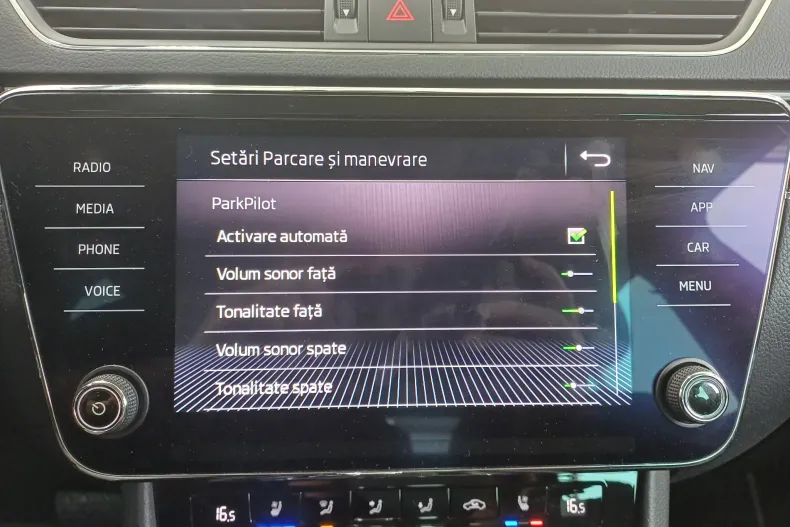 Setări Parcare și manevrare
RADIO
NAV
MEDIA
APP
PHONE
CAR
VOICE
MENU
ParkPilot
Activare automată
Volum sonor față
Tonalitate față
Volum sonor spate
Tonalitate spate
16.5
16.5